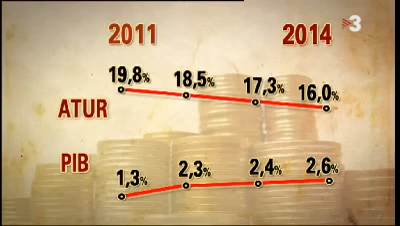 2011 2014
3
19,8% 18,5% 17,3% 16,0%
ATUR
PIB
1,3% 2,3% 2,4% 2,6%